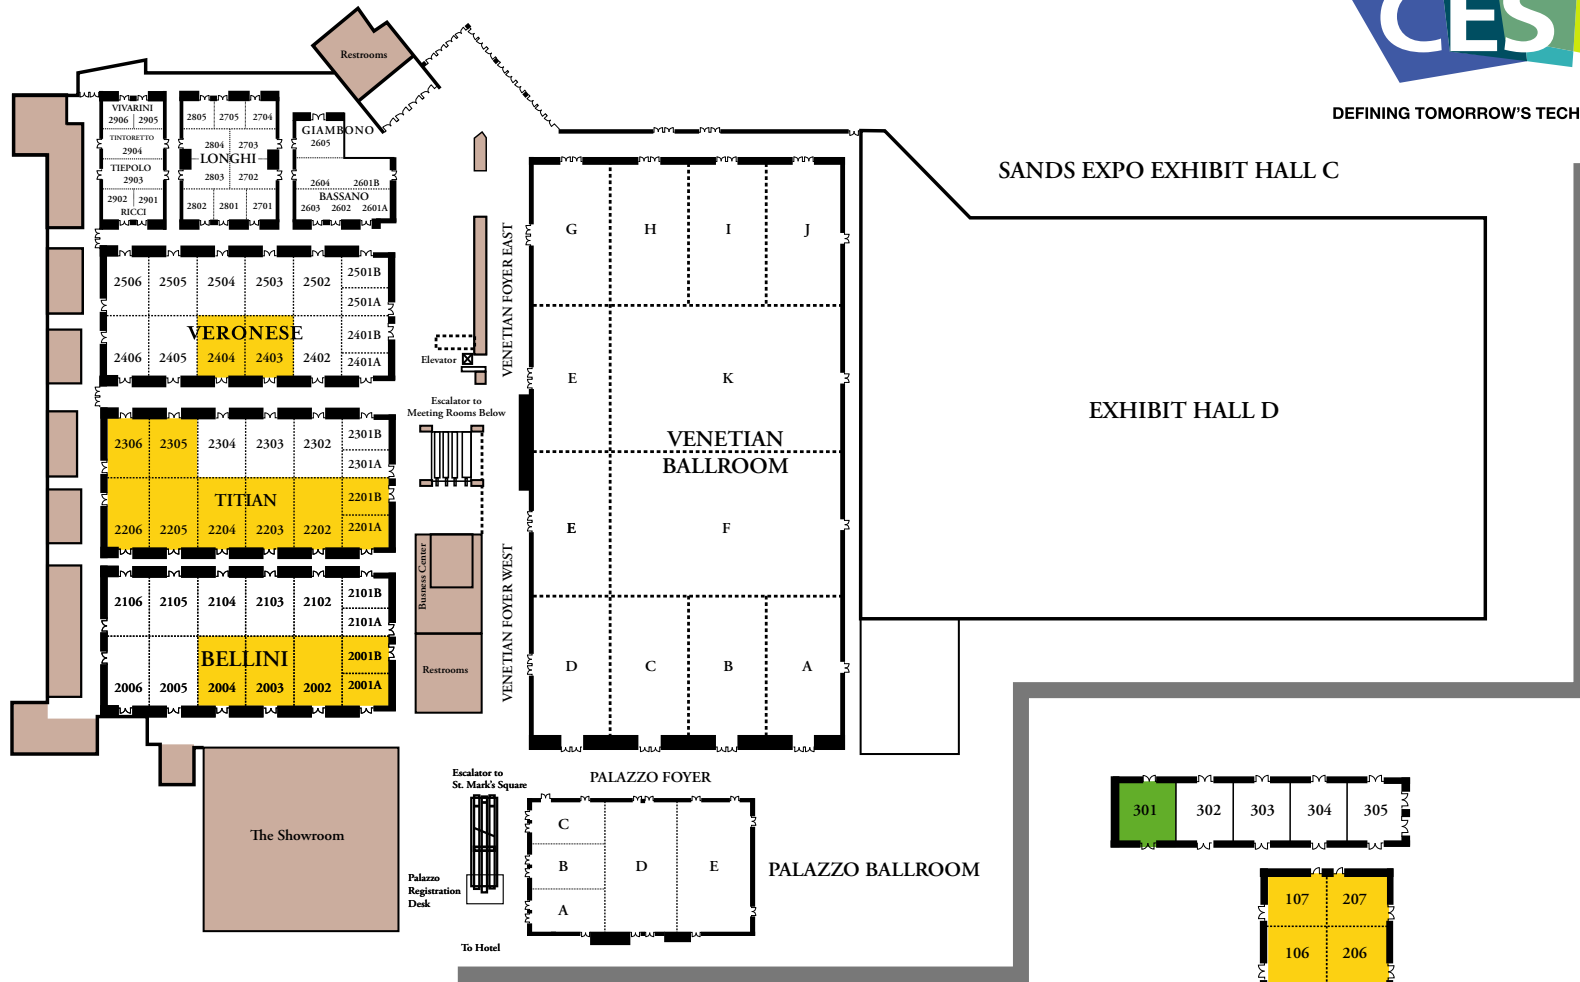 CES
DEFINING TOMORROW'S TECH
Restrooms
VIVARINI
2906 2905
TINTORETTO
2904
TIEPOLO
2903
2902 2901
RICCI
2805 2705 2704
2804 2703
LONGHI
2803 2702
2802 2801 2701
GIAMBONO
2605
2604 2601B
BASSANO
2603 2602 2601A
2506 2505 2504 2503 2502 2501B
2501A
VERONESE
2401B
2406 2405 2404 2403 2402 2401A
2306 2305 2304 2303 2302 2301B
2301A
TITIAN
2201B
2206 2205 2204 2203 2202 2201A
2106 2105 2104 2103 2102 2101B
2101A
BELLINI
2001B
2006 2005 2004 2003 2002 2001A
The Showroom
Elevator
Escalator to
Meeting Rooms Below
Busness Center
Restrooms
VENETIAN FOYER EAST
VENETIAN FOYER WEST
G H I J
E K
VENETIAN
BALLROOM
E F
D C B A
SANDS EXPO EXHIBIT HALL C
EXHIBIT HALL D
PALAZZO FOYER
Escalator to
St. Mark's Square
Palazzo
Registration
Desk
To Hotel
C
B D E
A
PALAZZO BALLROOM
301 302 303 304 305
107 207
106 206